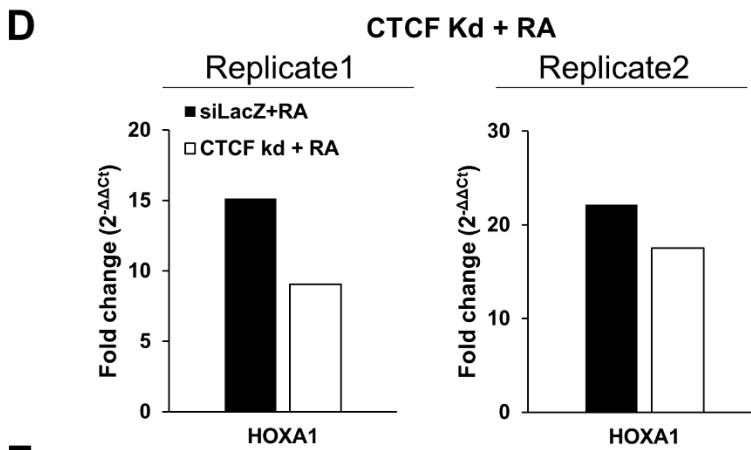 D
CTCF Kd + RA
Replicate1
Replicate2
siLacZ+RA
CTCF kd + RA
Fold change (2-ΔΔCt)
20
15
10
5
0
HOXA1
Fold change (2-ΔΔCt)
30
20
10
0
HOXA1